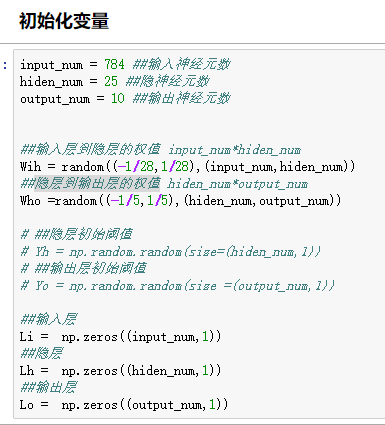 初始化变量
input_num = 784 ##输入神经元数
hiden_num = 25 ##隐神经元数
output_num = 10 ##输出神经元数
##输入层到隐层的权值 input_num*hiden_num
Wih = random((-1/28,1/28),(input_num,hiden_num))
##隐层到输出层的权值 hiden_num*output_num
Who =random((-1/5,1/5),(hiden_num,output_num))
# ##隐层初始阈值
# Yh = np.random.random(size=(hiden_num,1))
# ##输出层初始阈值
# Yo = np.random.random(size =(output_num,1))
##输入层
Li =  np.zeros((input_num,1))
##隐层
Lh =  np.zeros((hiden_num,1))
##输出层
Lo =  np.zeros((output_num,1))